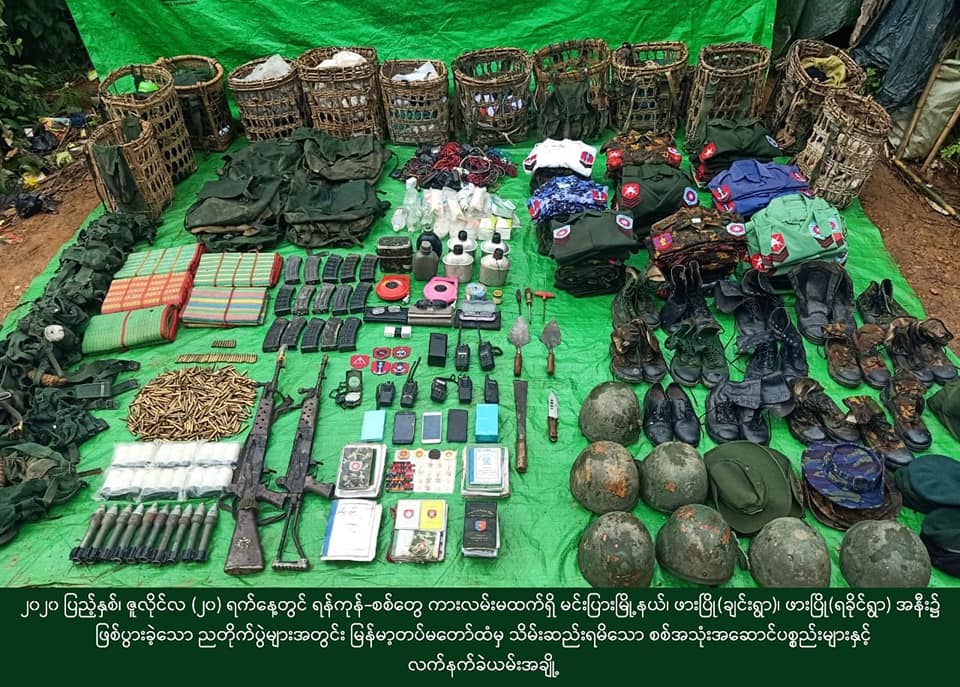 ၂၀၂၀ ပြည့်နှစ်၊ ဇူလိုင်လ (၂၀) ရက်နေ့တွင် ရန်ကုန်-စစ်တွေ ကားလမ်းမထက်ရှိ မင်းပြားမြို့နယ်၊ ဖားပြို(ချင်းရွာ)၊ ဖားပြို(ရခိုင်ရွာ) အနီး၌
ဖြစ်ပွားခဲ့သော ညတိုက်ပွဲများအတွင်း မြန်မာ့တပ်မတော်ထံမှ သိမ်းဆည်းရမိသော စစ်အသုံးအဆောင်ပစ္စည်းများနှင့်
လက်နက်ခဲယမ်းအချို့